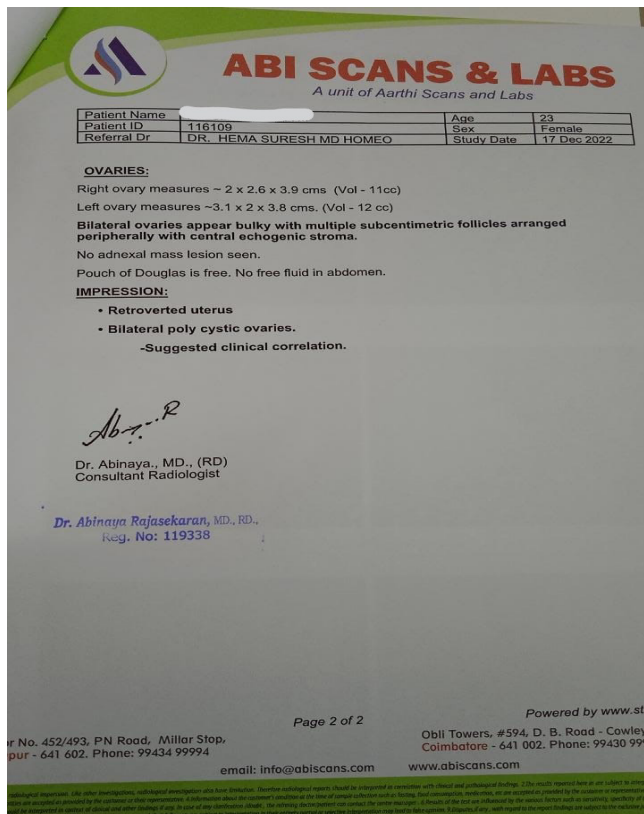 ABI SCANS & LABS
A unit of Aarthi Scans and Labs
Patient Name Age 23
Patient ID 116109 Sex Female
Referral Dr DR. HEMA SURESH MD HOMEO Study Date 17 Dec 2022
OVARIES:
Right ovary measures ~ 2 x 2.6 x 3.9 cms (Vol - 11cc)
Left ovary measures ~3.1 x 2 x 3.8 cms. (Vol - 12 cc)
Bilateral ovaries appear bulky with multiple subcentimetric follicles arranged
peripherally with central echogenic stroma.
No adnexal mass lesion seen.
Pouch of Douglas is free. No free fluid in abdomen.
IMPRESSION:
• Retroverted uterus
• Bilateral poly cystic ovaries.
-Suggested clinical correlation.
Dr. Abinaya., MD., (RD)
Consultant Radiologist
Dr. Abinaya Rajasekaran, MD., RD.,
Reg. No: 119338
Page 2 of 2
Powered by www.st
r No. 452/493, PN Road, Millar Stop,
pur - 641 602. Phone: 99434 99994
Obli Towers, #594, D. B. Road - Cowley
Coimbatore - 641 002. Phone: 99430 99
email: info@abiscans.com www.abiscans.com